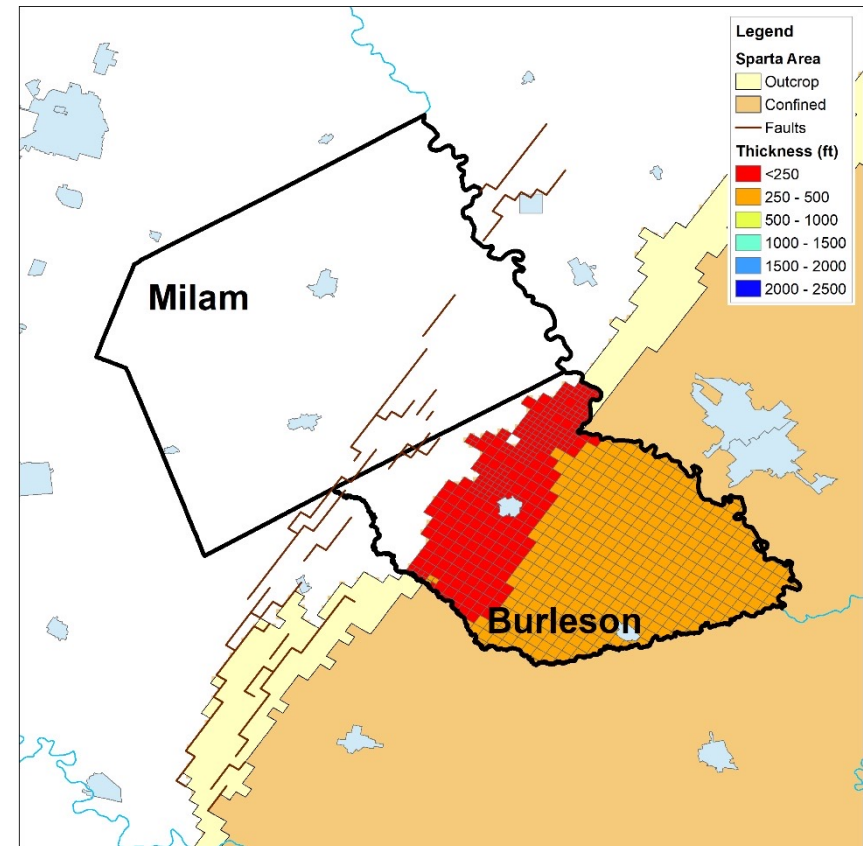 Legend
Sparta Area
Outcrop
Confined
Faults
Thickness (ft)
<250
250 - 500
500 - 1000
1000 - 1500
1500 - 2000
2000 - 2500
Milam
Burleson